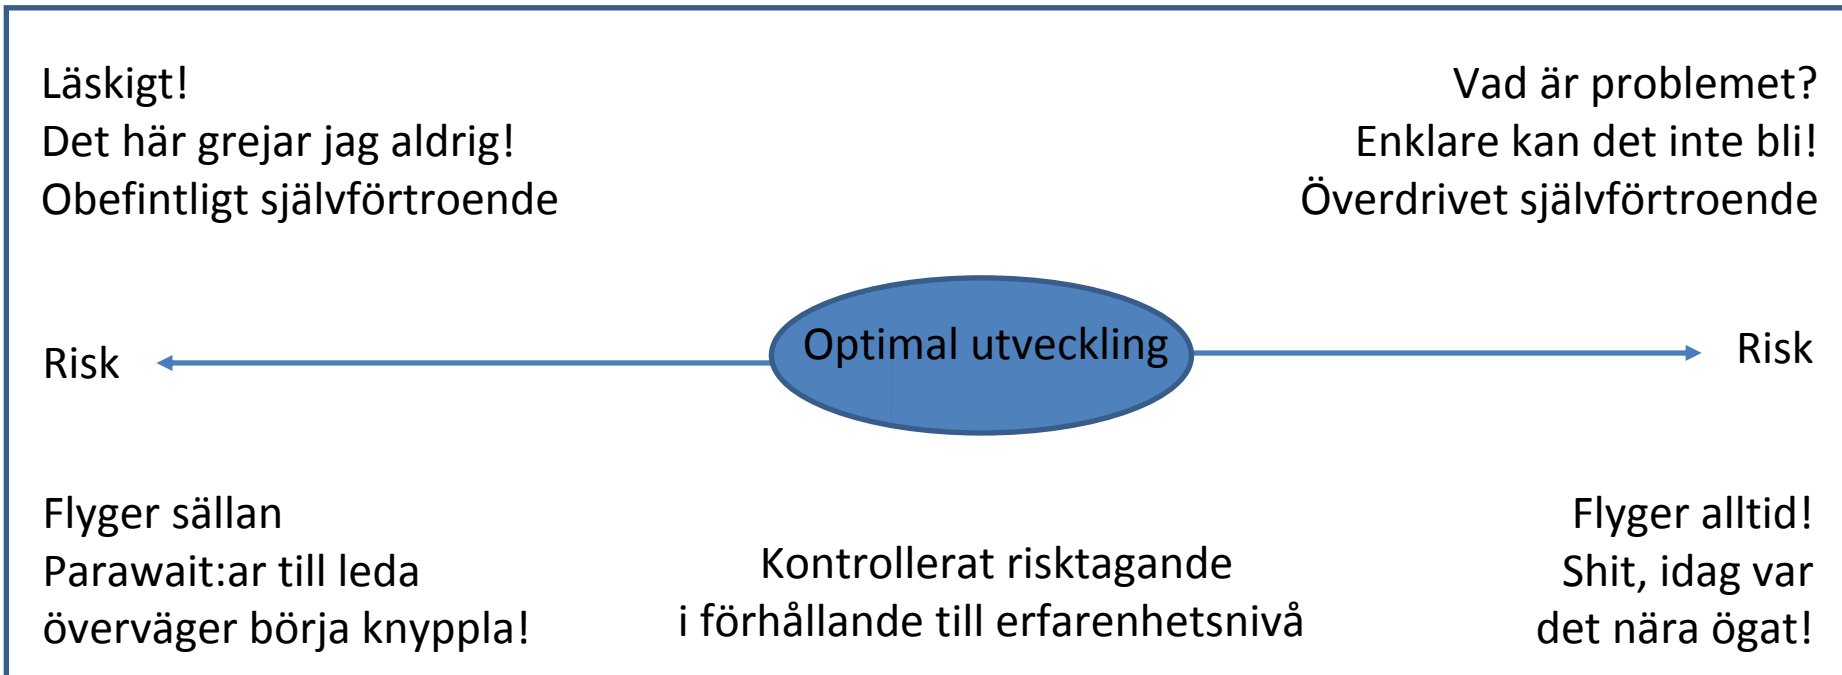 Läskigt!
Det här grejar jag aldrig!
Obefintligt självförtroende
Vad är problemet?
Enklare kan det inte bli!
Överdrivet självförtroende
Risk
Optimal utveckling
Risk
Flyger sällan
Parawait:ar till leda
överväger börja knyppla!
Kontrollerat risktagande
i förhållande till erfarenhetsnivå
Flyger alltid!
Shit, idag var
det nära ögat!